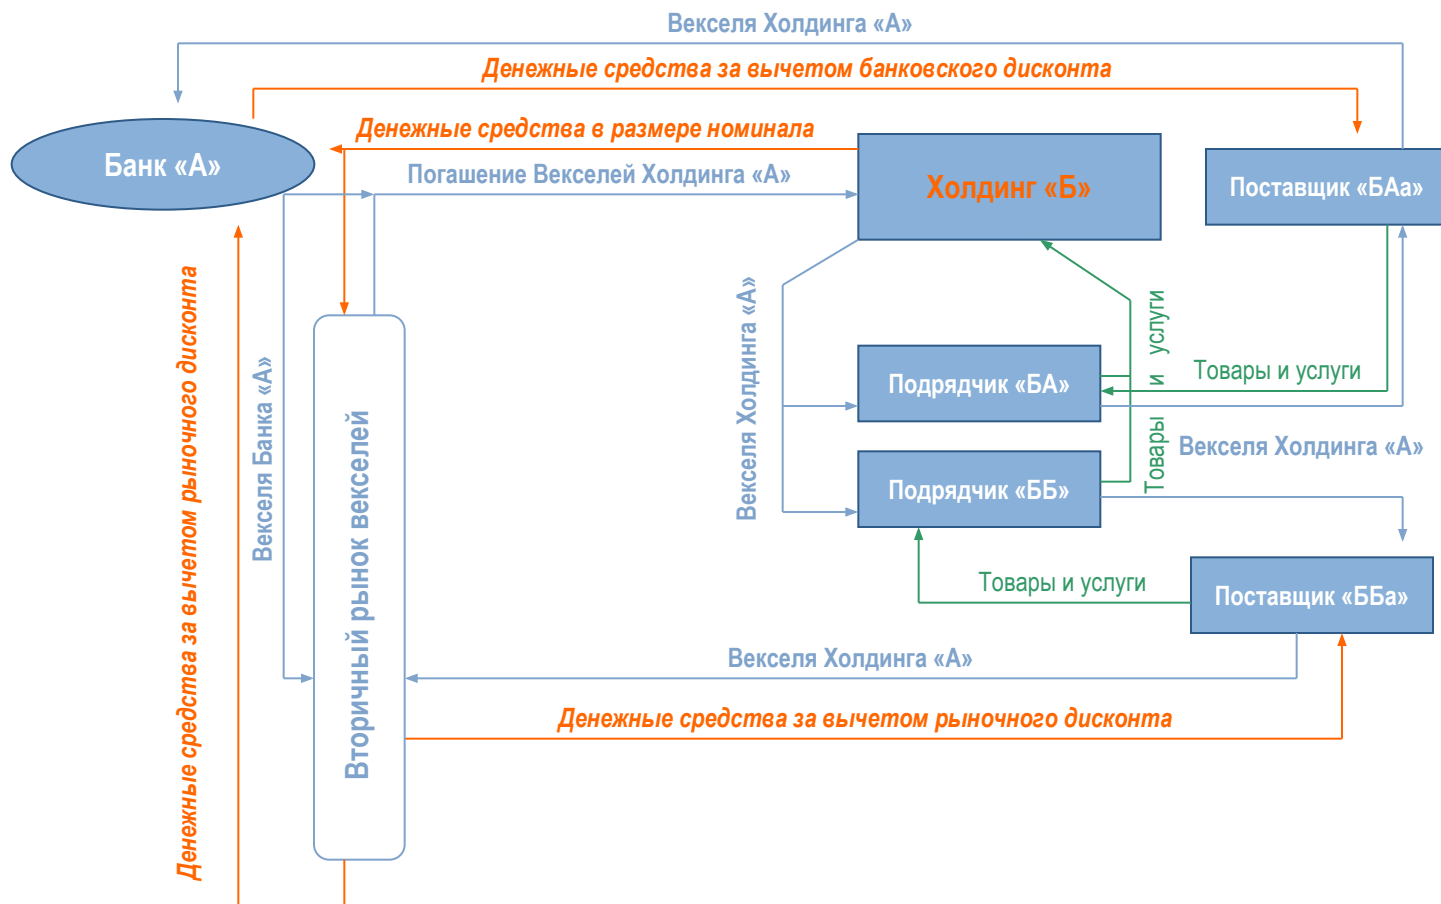 Векселя Холдинга «А»
Денежные средства за вычетом банковского дисконта
Денежные средства в размере номинала
Банк «А»
Погашение Векселей Холдинга «А»
Холдинг «Б»
Поставщик «БАа»
Денежные средства за вычетом рыночного дисконта
Векселя Банка «А»
Вторичный рынок векселей
Векселя Холдинга «А»
Товары и услуги
Подрядчик «БА»
Товары и услуги
Векселя Холдинга «А»
Подрядчик «ББ»
Товары и услуги
Поставщик «ББа»
Векселя Холдинга «А»
Денежные средства за вычетом рыночного дисконта